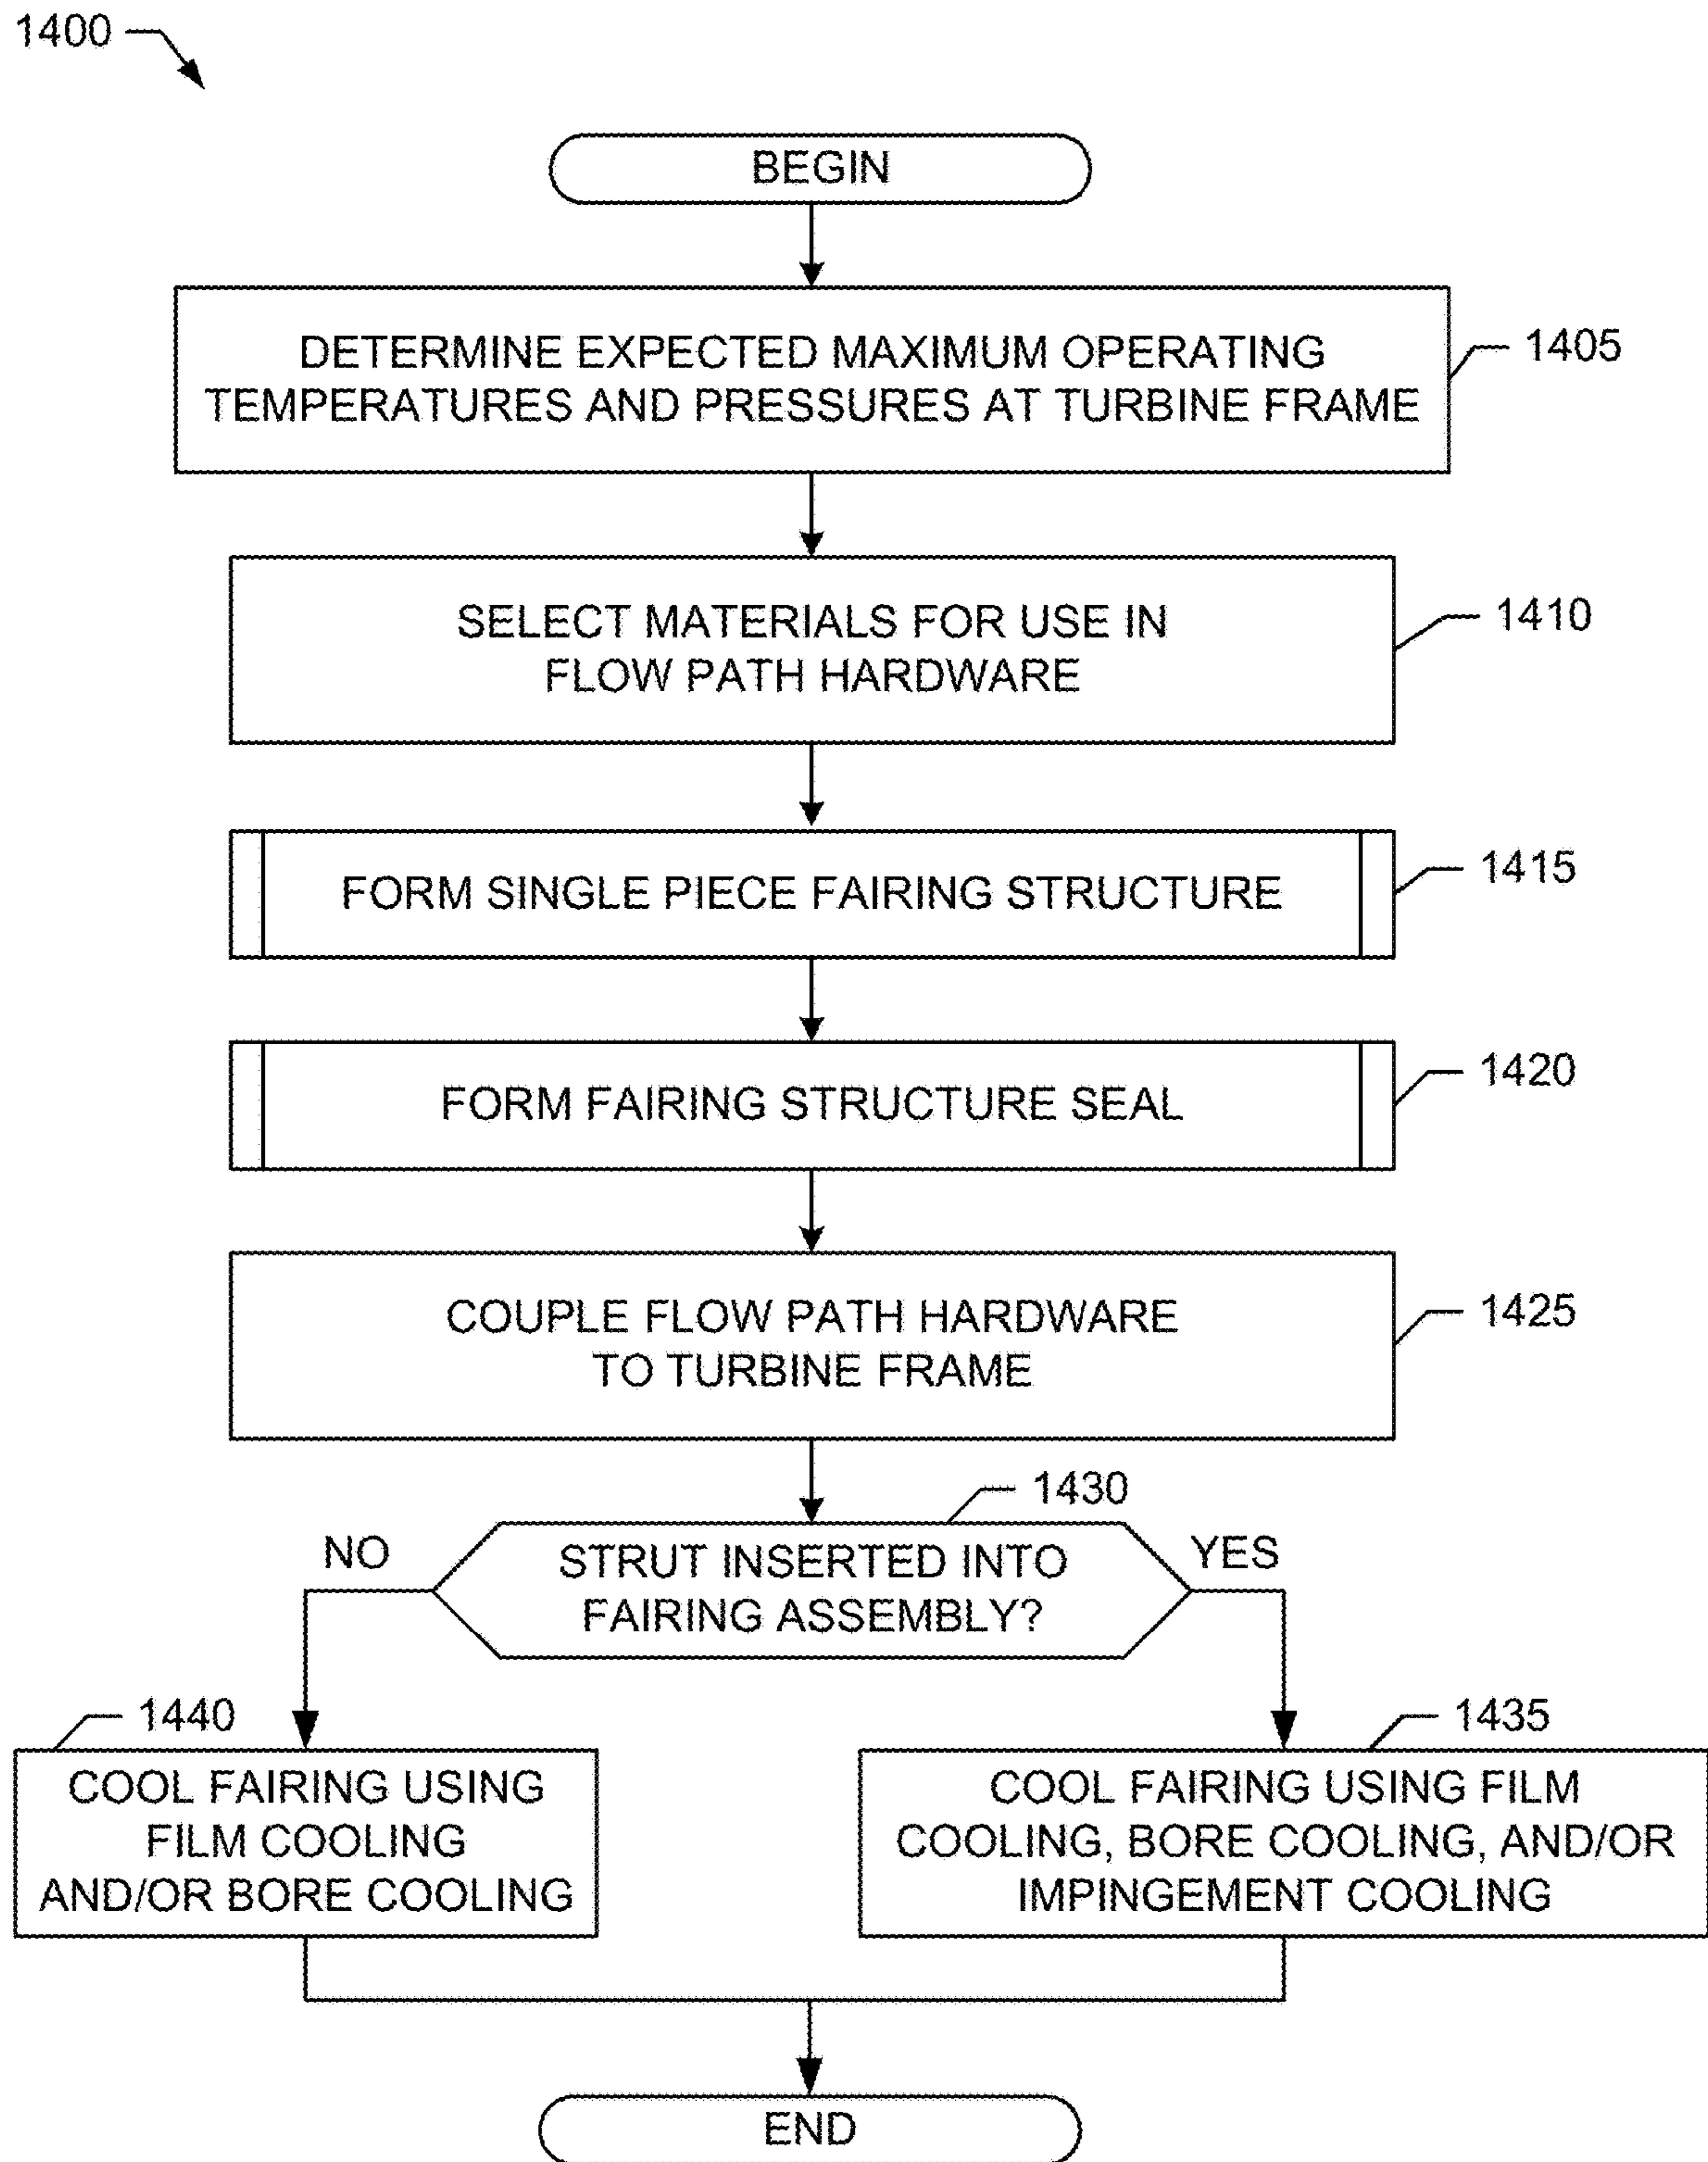 1400
BEGIN
DETERMINE EXPECTED MAXIMUM OPERATING
TEMPERATURES AND PRESSURES AT TURBINE FRAME
1405
SELECT MATERIALS FOR USE IN
FLOW PATH HARDWARE
1410
FORM SINGLE PIECE FAIRING STRUCTURE
1415
FORM FAIRING STRUCTURE SEAL
1420
COUPLE FLOW PATH HARDWARE
TO TURBINE FRAME
1425
1430
NO
STRUT INSERTED INTO
FAIRING ASSEMBLY?
YES
1440
COOL FAIRING USING
FILM COOLING
AND/OR BORE COOLING
1435
COOL FAIRING USING FILM
COOLING, BORE COOLING, AND/OR
IMPINGEMENT COOLING
END